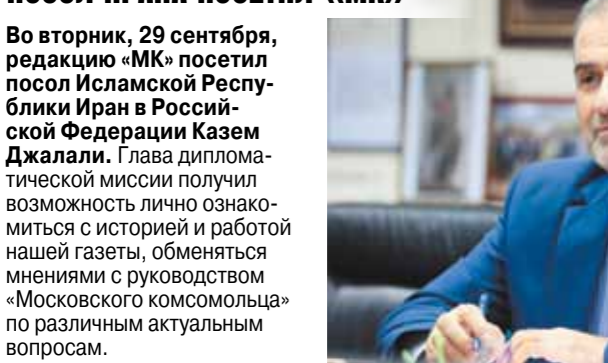 посетил «МК»
Во вторник, 29 сентября,
редакцию «МК» посетил
посол Исламской Респу-
блики Иран в Россий-
ской Федерации Казем
Джалали. Глава диплома-
тической миссии получил
возможность лично ознако-
миться с историей и работой
нашей газеты, обменяться
мнениями с руководством
«Московского комсомольца»
по различным актуальным
вопросам.